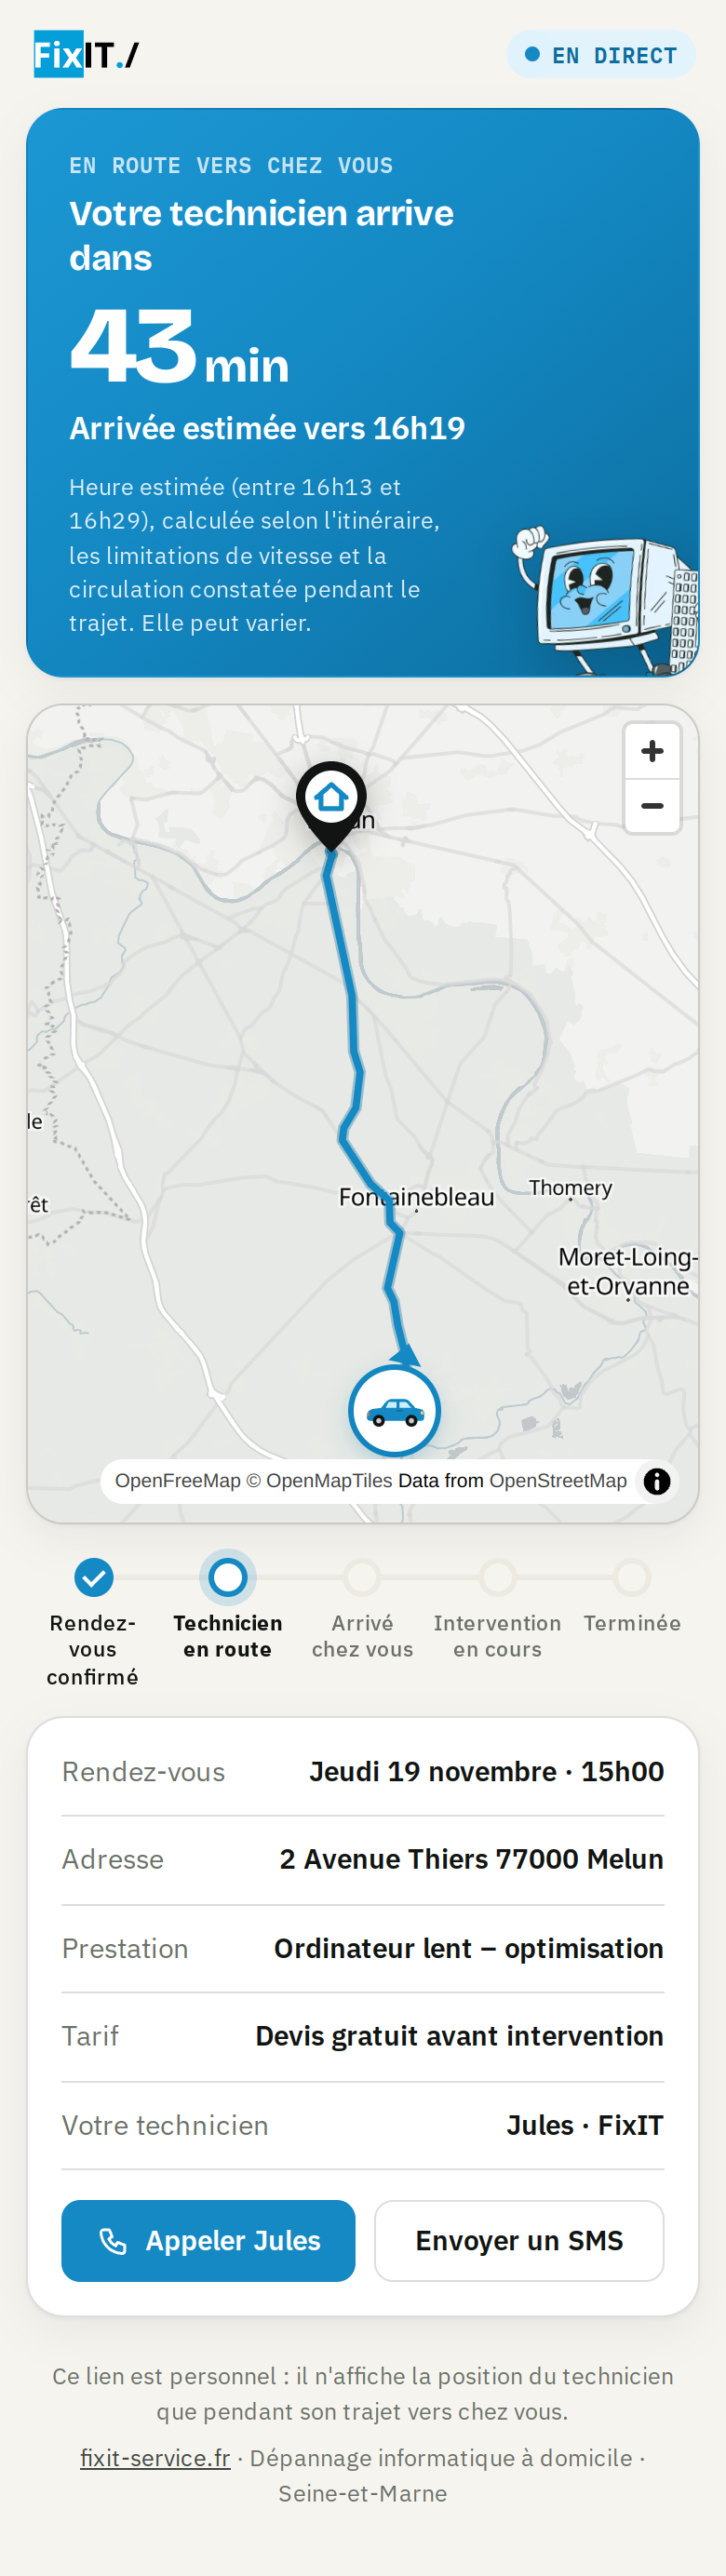 FixIT./
EN DIRECT
EN ROUTE VERS CHEZ VOUS
Votre technicien arrive
dans
43 min
Arrivée estimée vers 16h19
Heure estimée (entre 16h13 et
16h29), calculée selon l'itinéraire,
les limitations de vitesse et la
circulation constatée pendant le
trajet. Elle peut varier.
Fontainebleau
Thomery
Moret-Loing-
et-Orvanne
OpenFreeMap © OpenMapTiles Data from OpenStreetMap
Rendez-
vous
confirmé
Technicien
en route
Arrivé
chez vous
Intervention
en cours
Terminée
Rendez-vous Jeudi 19 novembre · 15h00
Adresse 2 Avenue Thiers 77000 Melun
Prestation Ordinateur lent – optimisation
Tarif Devis gratuit avant intervention
Votre technicien Jules · FixIT
Appeler Jules
Envoyer un SMS
Ce lien est personnel : il n'affiche la position du technicien
que pendant son trajet vers chez vous.
fixit-service.fr · Dépannage informatique à domicile ·
Seine-et-Marne